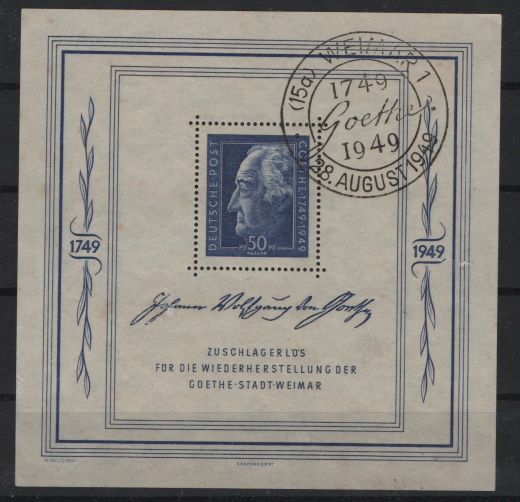 (15a) WEIMAR 1
1749
Goethe
1949
28. AUGUST 1949
DEUTSCHE·POST
GOETHE·1749·1949
PF 50 PF
1749
1949
Johann Wolfgang von Goethe
ZUSCHLAGERLÖS
FÜR DIE WIEDERHERSTELLUNG DER
GOETHE-STADT-WEIMAR